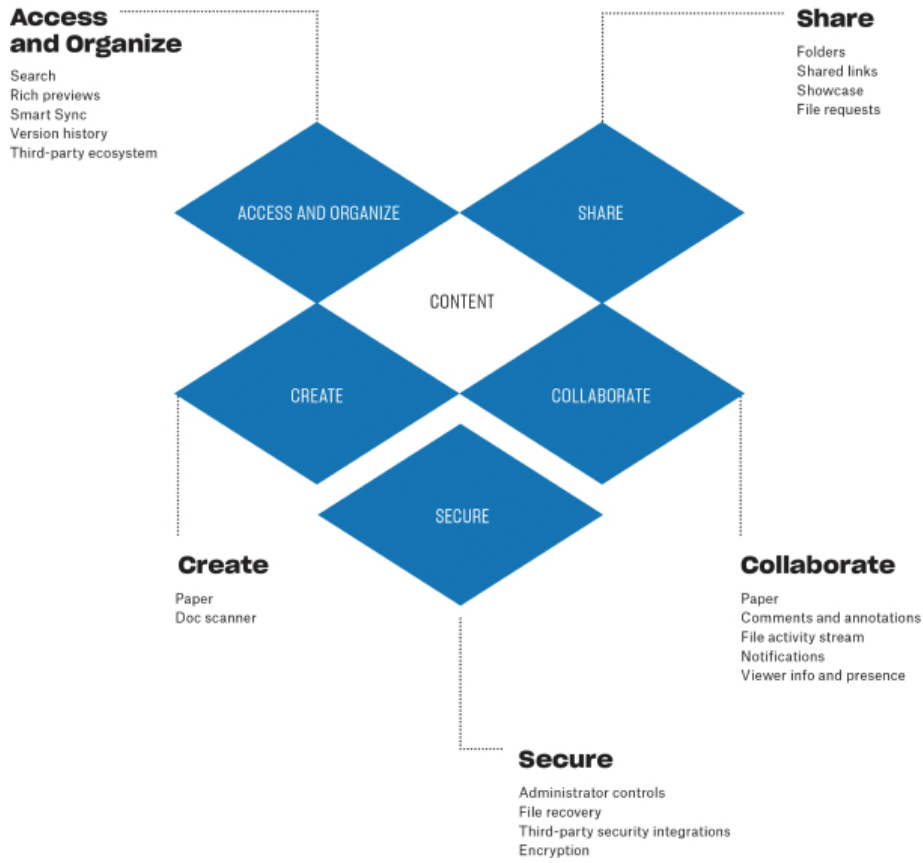 Access
and Organize
Search
Rich previews
Smart Sync
Version history
Third-party ecosystem
Share
Folders
Shared links
Showcase
File requests
ACCESS AND ORGANIZE
SHARE
CONTENT
CREATE
COLLABORATE
SECURE
Create
Paper
Doc scanner
Collaborate
Paper
Comments and annotations
File activity stream
Notifications
Viewer info and presence
Secure
Administrator controls
File recovery
Third-party security integrations
Encryption